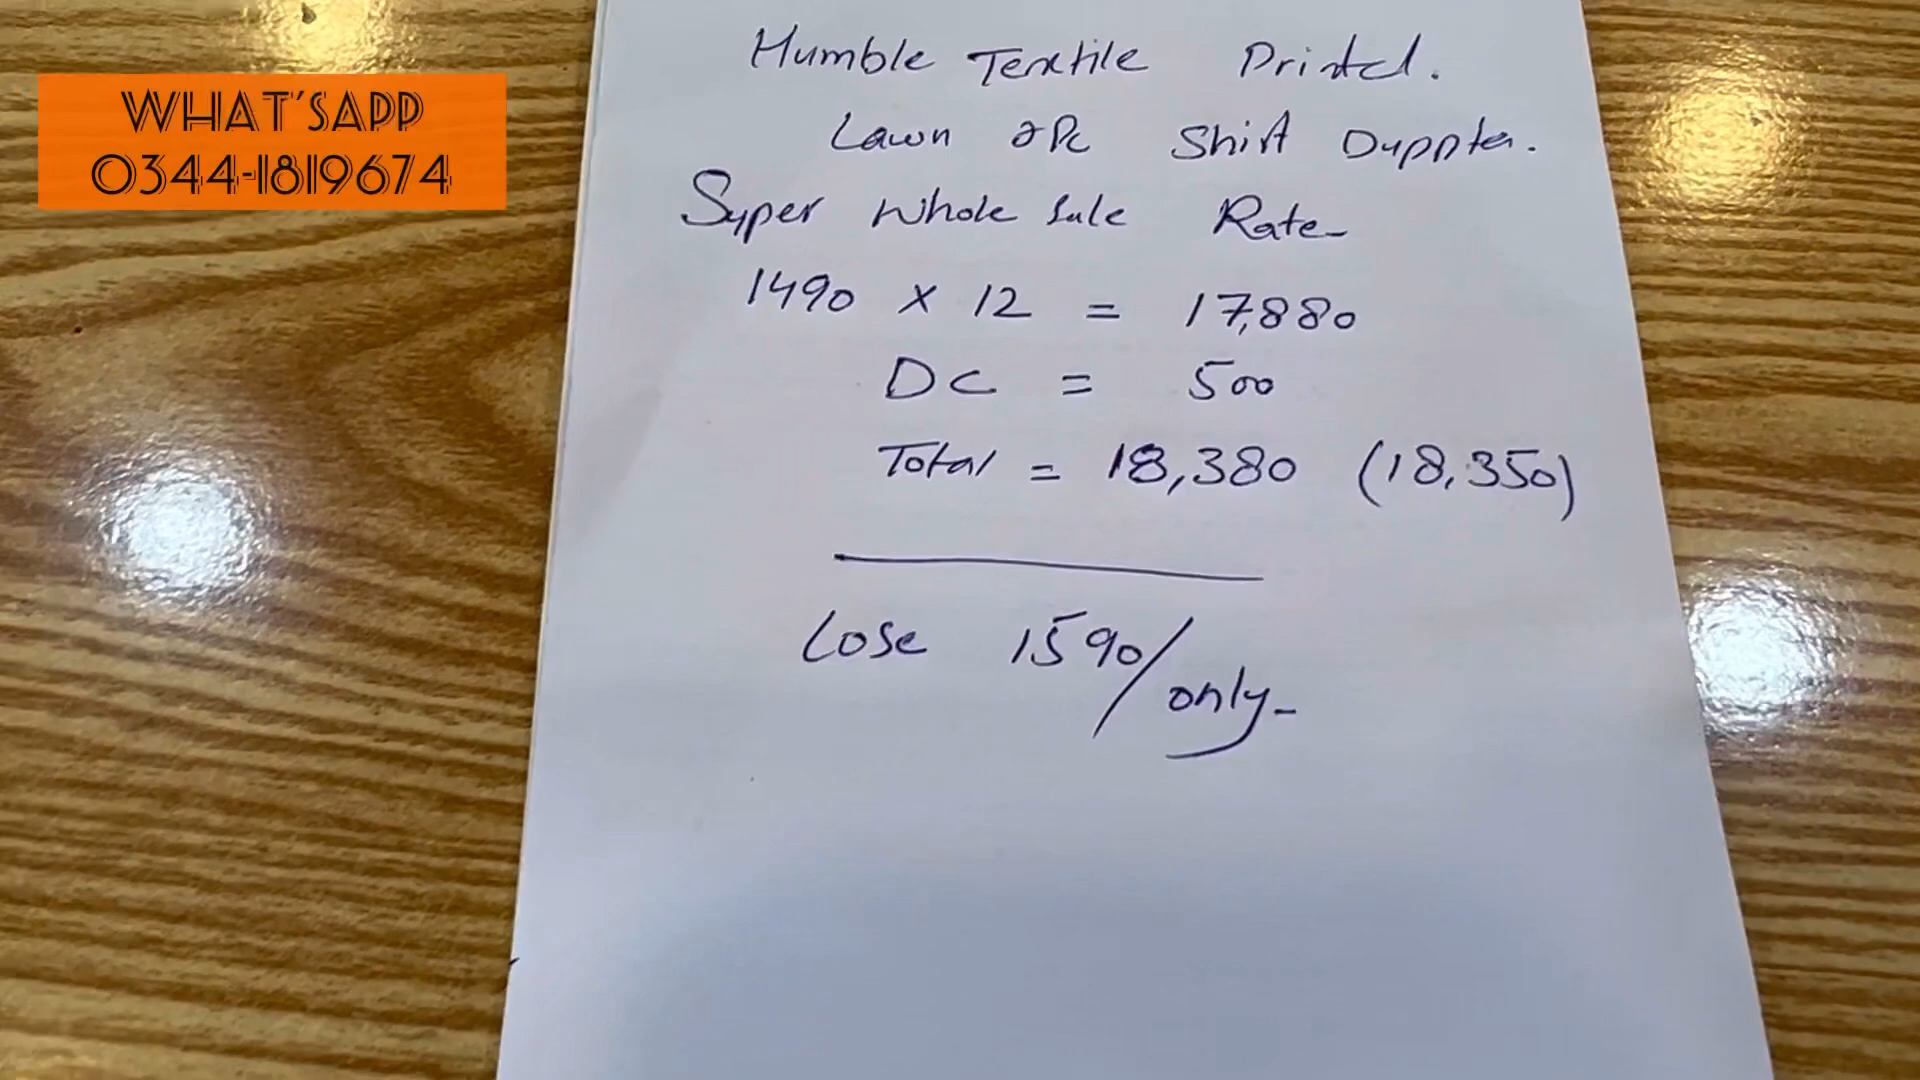 WHAT'SAPP
0344-1819674
Humble Textile Printed.
Lawn 2Pc Shirt Duppta.
Super Whole Sale Rate-
1490 x 12 = 17,880
DC = 500
Total = 18,380 (18,350)
Lose 1590/
only-